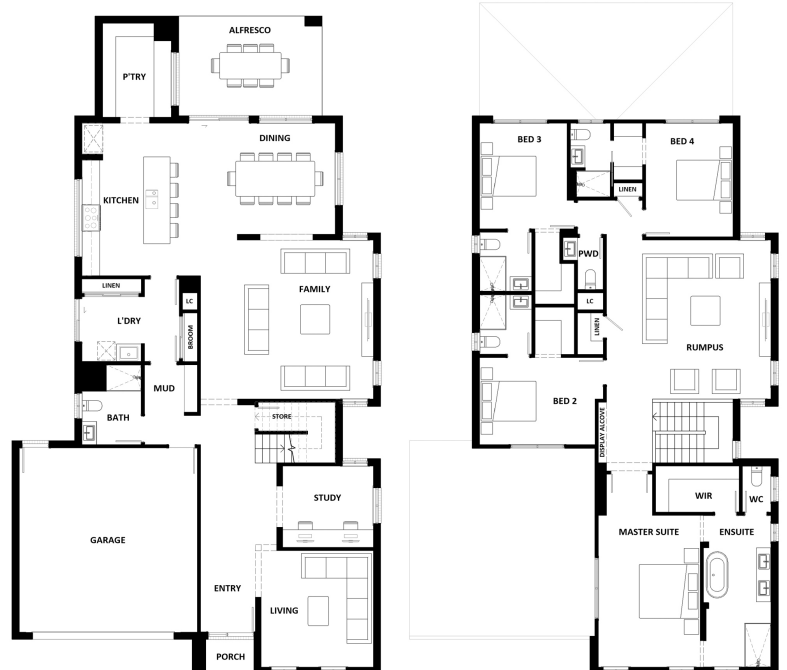 ALFRESCO
P'TRY
DINING
KITCHEN
FAMILY
LINEN
LC
L'DRY
BROOM
MUD
BATH
STORE
STUDY
GARAGE
ENTRY
LIVING
PORCH
BED 3
BED 4
LINEN
PWD
LC
LINEN
RUMPUS
BED 2
DISPLAY ALCOVE
WIR
WC
MASTER SUITE
ENSUITE